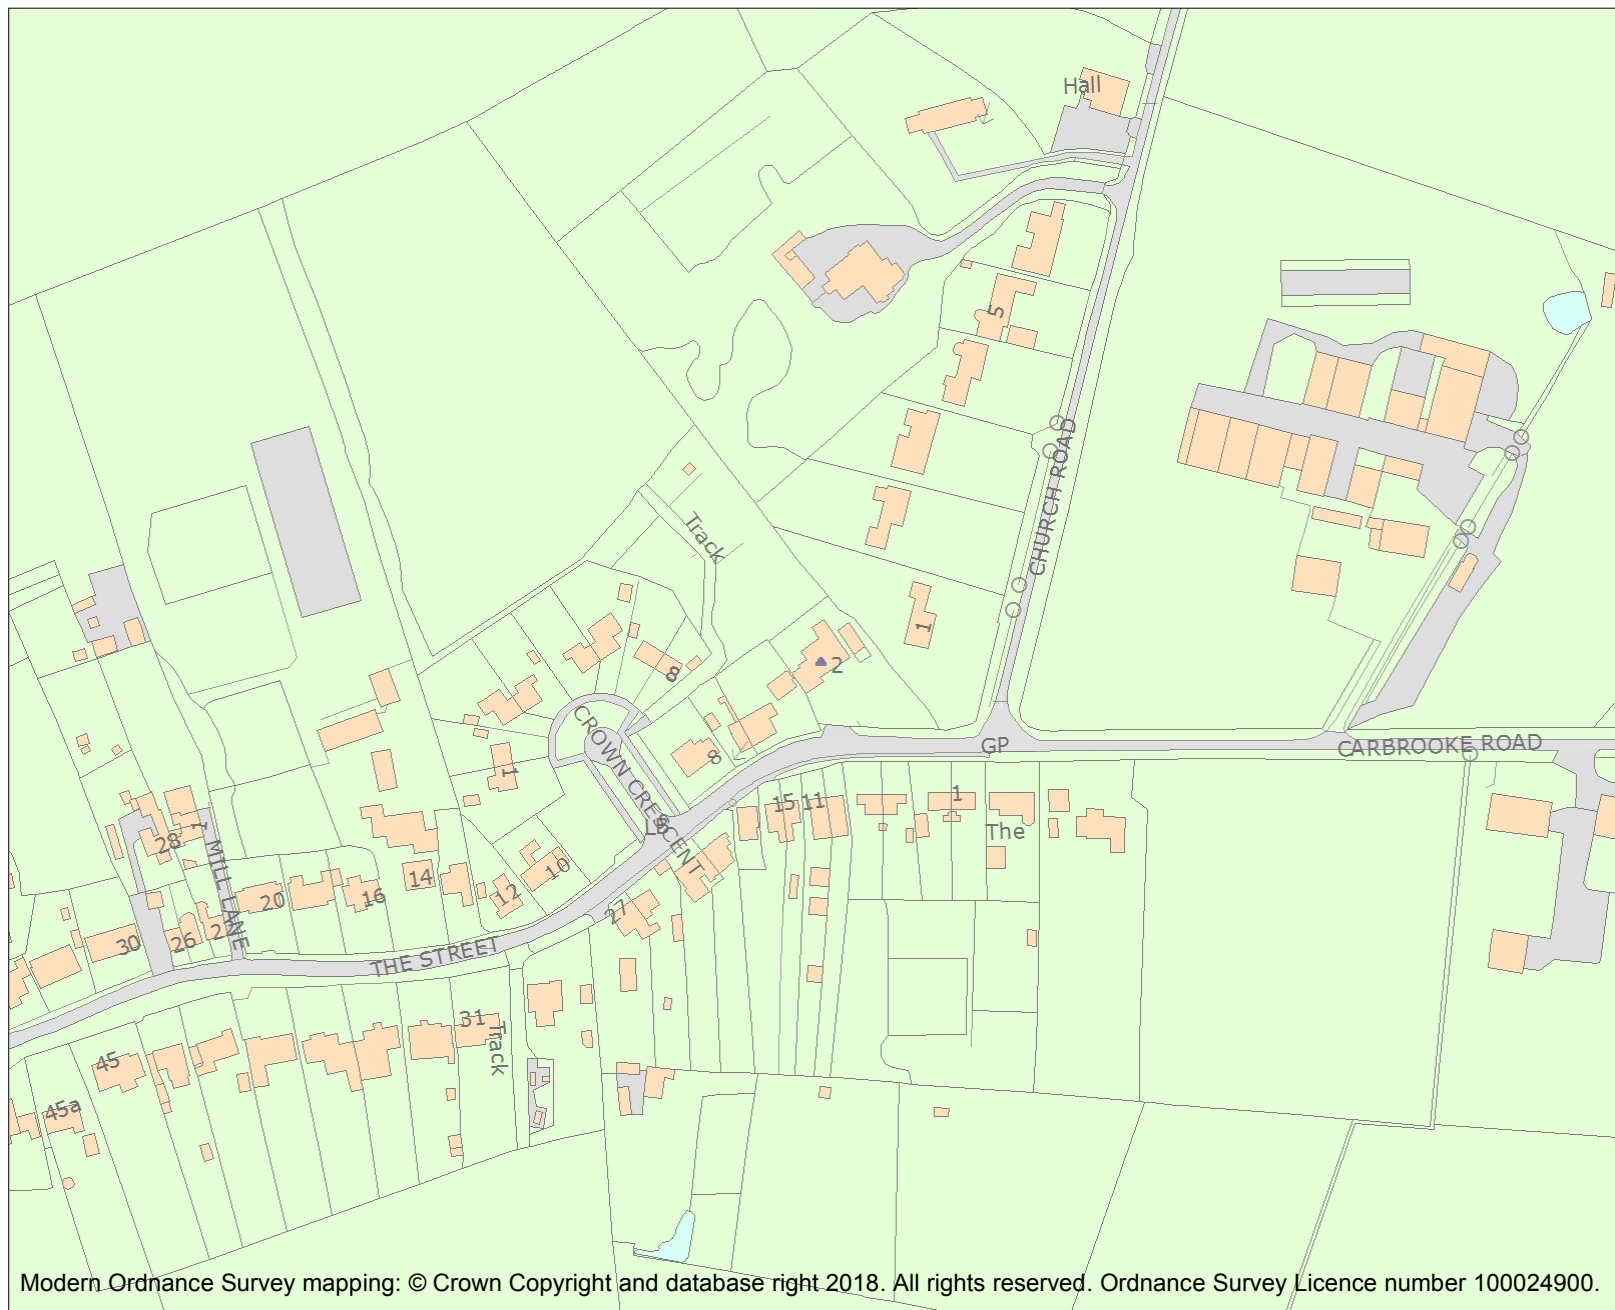 Hall
5
CHURCH ROAD
Track
1
2
8
8
CROWN CRESCENT
1
GP
CARBROOKE ROAD
15
11
1
The
LB
28
1
MILL LANE
20
16
14
12
10
27
30
26
THE STREET
31
Track
45
45a
Modern Ordnance Survey mapping: © Crown Copyright and database right 2018. All rights reserved. Ordnance Survey Licence number 100024900.